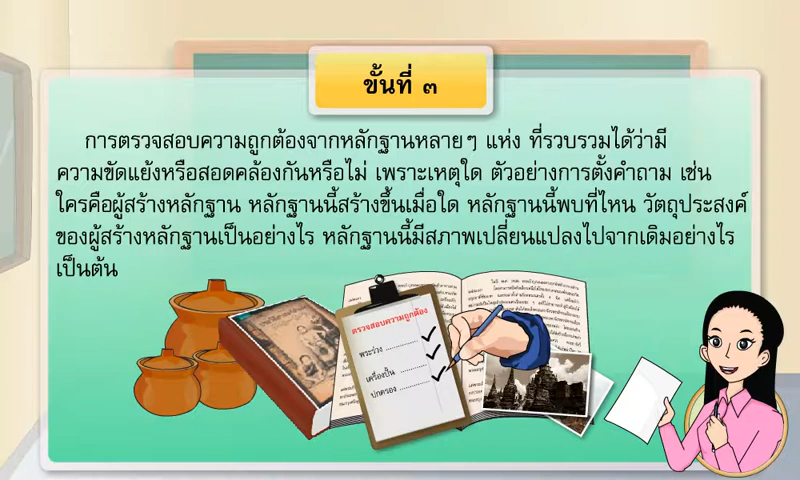 ขั้นที่ ๓
การตรวจสอบความถูกต้องจากหลักฐานหลายๆ แห่ง ที่รวบรวมได้ว่ามี
ความขัดแย้งหรือสอดคล้องกันหรือไม่ เพราะเหตุใด ตัวอย่างการตั้งคำถาม เช่น
ใครคือผู้สร้างหลักฐาน หลักฐานนี้สร้างขึ้นเมื่อใด หลักฐานนี้พบที่ไหน วัตถุประสงค์
ของผู้สร้างหลักฐานเป็นอย่างไร หลักฐานนี้มีสภาพเปลี่ยนแปลงไปจากเดิมอย่างไร
เป็นต้น
ตรวจสอบความถูกต้อง
พระร่วง ..............
เครื่องปั้น ............
ปกครอง ............